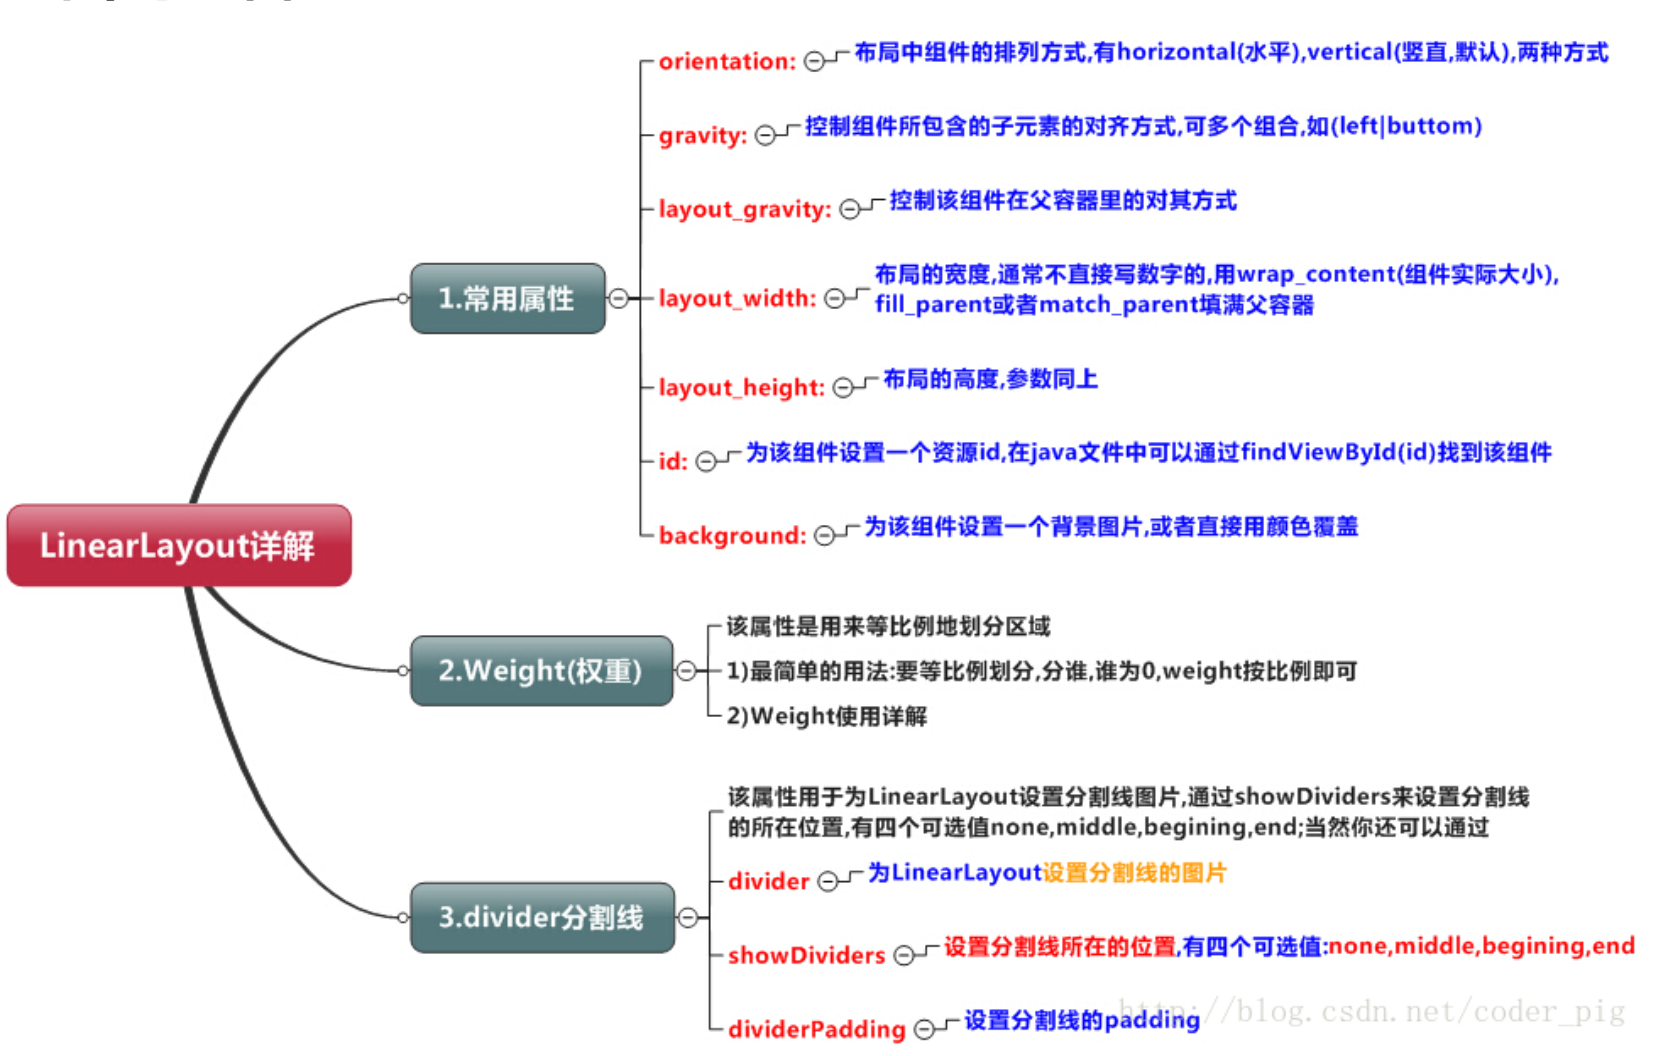 LinearLayout详解
1.常用属性
orientation:
布局中组件的排列方式,有horizontal(水平),vertical(竖直,默认),两种方式
gravity:
控制组件所包含的子元素的对齐方式,可多个组合,如(left|buttom)
layout_gravity:
控制该组件在父容器里的对其方式
layout_width:
布局的宽度,通常不直接写数字的,用wrap_content(组件实际大小),
fill_parent或者match_parent填满父容器
layout_height:
布局的高度,参数同上
id:
为该组件设置一个资源id,在java文件中可以通过findViewById(id)找到该组件
background:
为该组件设置一个背景图片,或者直接用颜色覆盖
2.Weight(权重)
该属性是用来等比例地划分区域
1)最简单的用法:要等比例划分,分谁,谁为0,weight按比例即可
2)Weight使用详解
3.divider分割线
该属性用于为LinearLayout设置分割线图片,通过showDividers来设置分割线
的所在位置,有四个可选值none,middle,begining,end;当然你还可以通过
divider
为LinearLayout设置分割线的图片
showDividers
设置分割线所在的位置,有四个可选值:none,middle,begining,end
dividerPadding
设置分割线的padding
http://blog.csdn.net/coder_pig